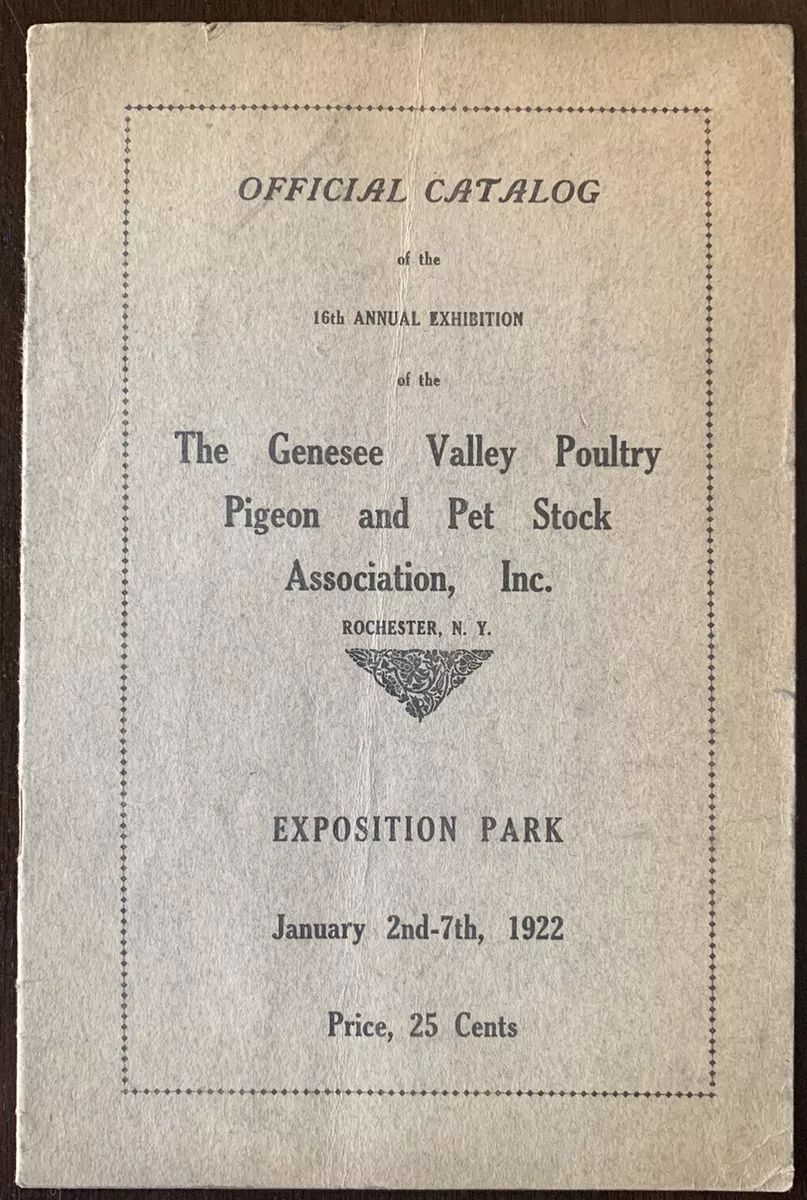 OFFICIAL CATALOG
of the
16th ANNUAL EXHIBITION
of the
The Genesee Valley Poultry
Pigeon and Pet Stock
Association, Inc.
ROCHESTER, N. Y.
EXPOSITION PARK
January 2nd-7th, 1922
Price, 25 Cents